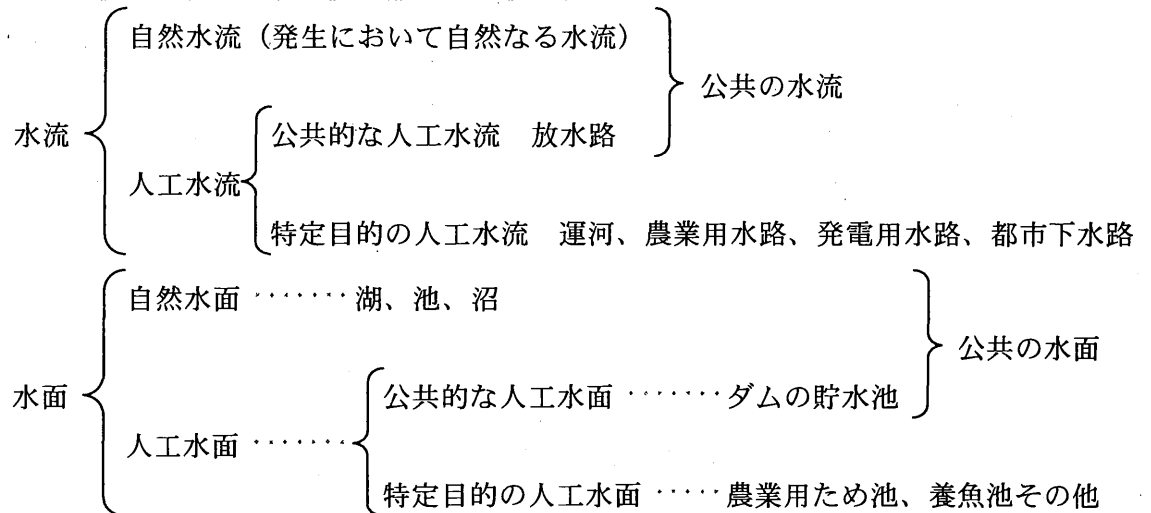 自然水流（発生において自然なる水流）
公共の水流
公共的な人工水流　放水路
水流
人工水流
特定目的の人工水流　運河、農業用水路、発電用水路、都市下水路
自然水面・・・・・・・湖、池、沼
公共の水面
公共的な人工水面・・・・・・・ダムの貯水池
水面
人工水面・・・・・・・
特定目的の人工水面・・・・・農業用ため池、養魚池その他